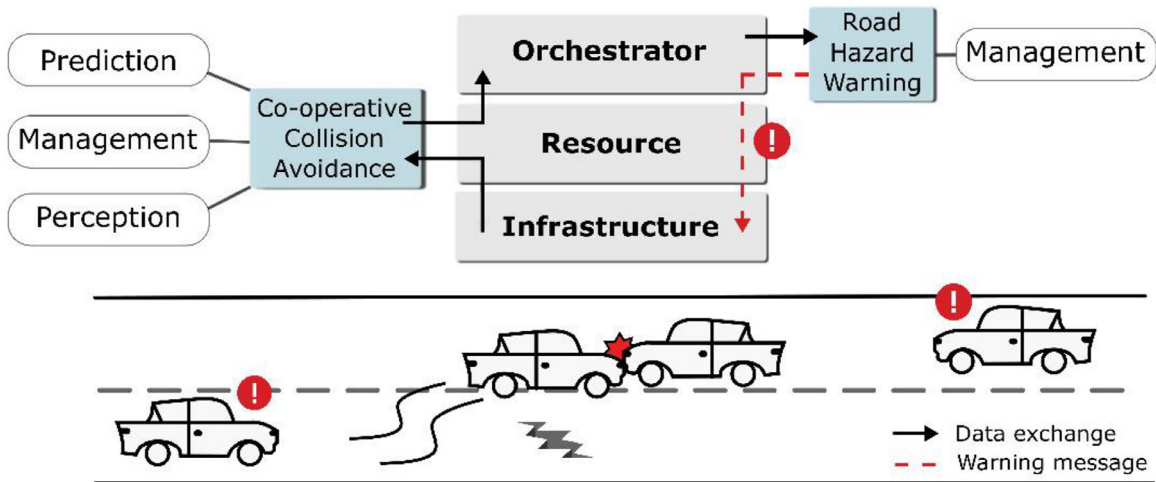 Prediction
Management
Perception
Co-operative
Collision
Avoidance
Orchestrator
Resource
Infrastructure
Road
Hazard
Warning
Management
!
!
!
Data exchange
Warning message